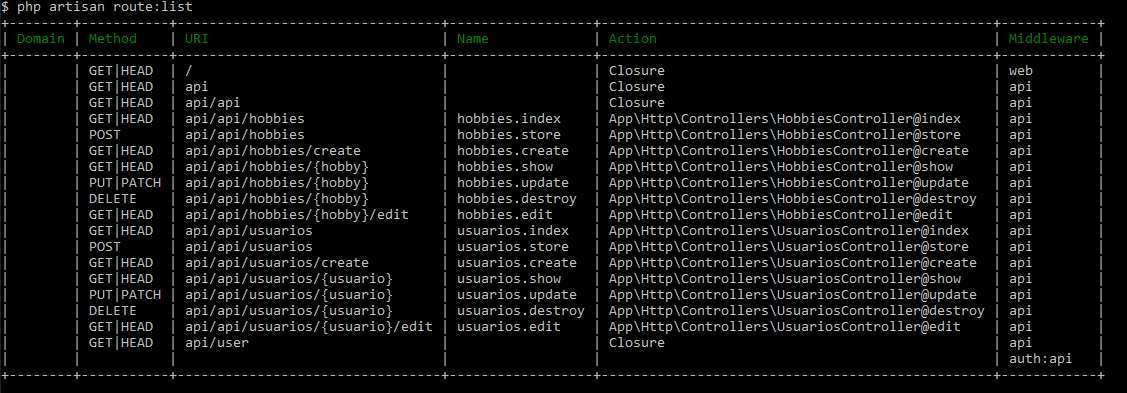 $ php artisan route:list
+--------+-----------+----------------------------------+------------------+--------------------------------------------------+------------+
| Domain | Method    | URI                              | Name             | Action                                           | Middleware |
+--------+-----------+----------------------------------+------------------+--------------------------------------------------+------------+
|        | GET|HEAD  | /                                |                  | Closure                                          | web        |
|        | GET|HEAD  | api                              |                  | Closure                                          | api        |
|        | GET|HEAD  | api/api                          |                  | Closure                                          | api        |
|        | GET|HEAD  | api/api/hobbies                  | hobbies.index    | App\Http\Controllers\HobbiesController@index     | api        |
|        | POST      | api/api/hobbies                  | hobbies.store    | App\Http\Controllers\HobbiesController@store     | api        |
|        | GET|HEAD  | api/api/hobbies/create           | hobbies.create   | App\Http\Controllers\HobbiesController@create    | api        |
|        | GET|HEAD  | api/api/hobbies/{hobby}          | hobbies.show     | App\Http\Controllers\HobbiesController@show      | api        |
|        | PUT|PATCH | api/api/hobbies/{hobby}          | hobbies.update   | App\Http\Controllers\HobbiesController@update    | api        |
|        | DELETE    | api/api/hobbies/{hobby}          | hobbies.destroy  | App\Http\Controllers\HobbiesController@destroy   | api        |
|        | GET|HEAD  | api/api/hobbies/{hobby}/edit     | hobbies.edit     | App\Http\Controllers\HobbiesController@edit      | api        |
|        | GET|HEAD  | api/api/usuarios                 | usuarios.index   | App\Http\Controllers\UsuariosController@index    | api        |
|        | POST      | api/api/usuarios                 | usuarios.store   | App\Http\Controllers\UsuariosController@store    | api        |
|        | GET|HEAD  | api/api/usuarios/create          | usuarios.create  | App\Http\Controllers\UsuariosController@create   | api        |
|        | GET|HEAD  | api/api/usuarios/{usuario}       | usuarios.show    | App\Http\Controllers\UsuariosController@show     | api        |
|        | PUT|PATCH | api/api/usuarios/{usuario}       | usuarios.update  | App\Http\Controllers\UsuariosController@update   | api        |
|        | DELETE    | api/api/usuarios/{usuario}       | usuarios.destroy | App\Http\Controllers\UsuariosController@destroy  | api        |
|        | GET|HEAD  | api/api/usuarios/{usuario}/edit  | usuarios.edit    | App\Http\Controllers\UsuariosController@edit     | api        |
|        | GET|HEAD  | api/user                         |                  | Closure                                          | api        |
|        |           |                                  |                  |                                                  | auth:api   |
+--------+-----------+----------------------------------+------------------+--------------------------------------------------+------------+